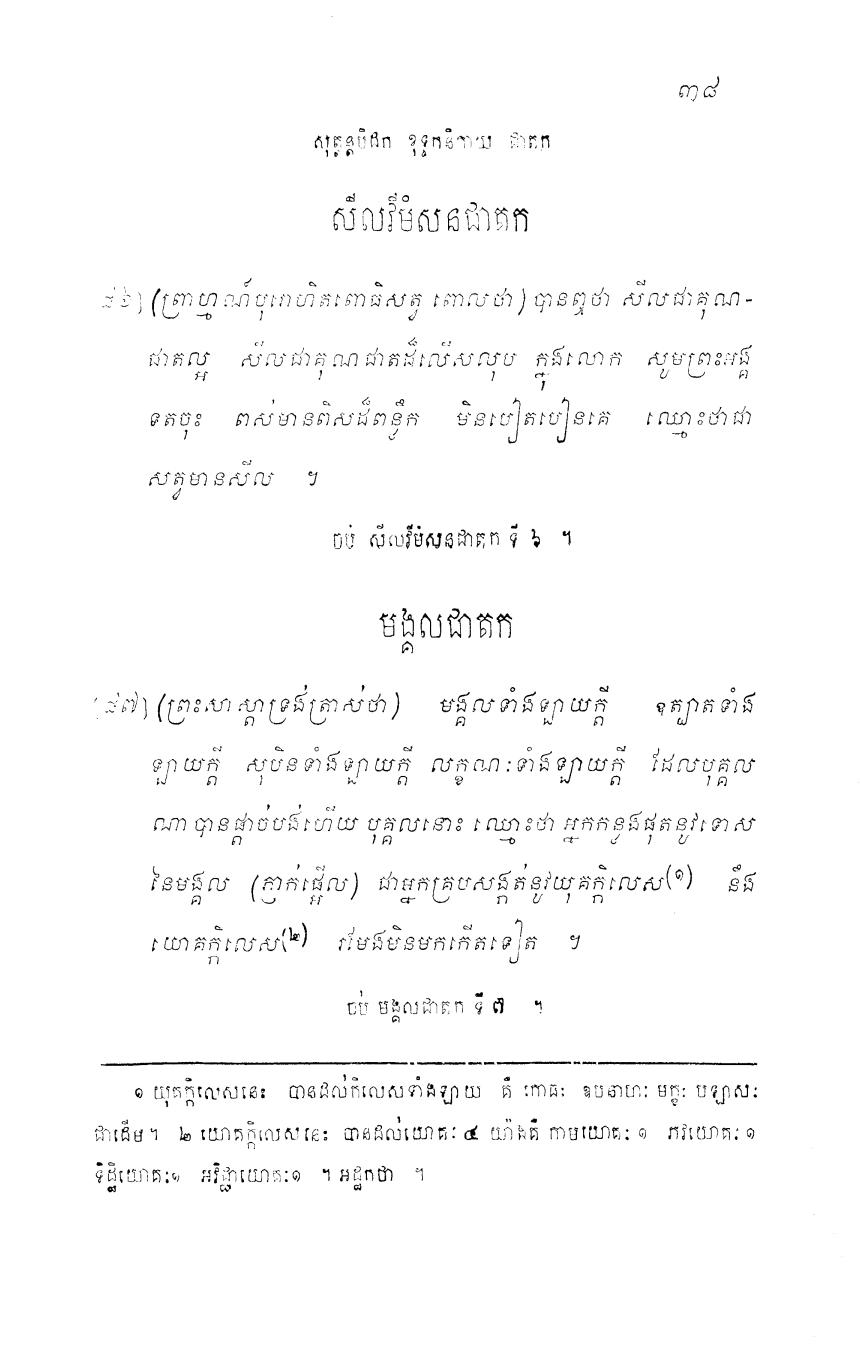 ៣៨
សុត្តន្តបិដក ខុទ្ទកនិកាយ ជាតក
សីលវីមំសនជាតក
[៨៦] (ព្រាហ្មណ៍បុរោហិតពោធិសត្វ ពោលថា) បានឮថា សីលជាគុណ-
ជាតល្អ សីលជាគុណជាតដ៏លើសលុប ក្នុងលោក សូមព្រះអង្គ
ទតចុះ ពស់មានពិសដ៏ពន្លឹក មិនបៀតបៀនគេ ឈ្មោះថាជា
សត្វមានសីល ។
ចប់ សីលវីមំសនជាតក ទី ៦ ។
មង្គលជាតក
[៨៧] (ព្រះសាស្តាទ្រង់ត្រាស់ថា) មង្គលទាំងឡាយក្តី ឧត្បាតទាំង
ឡាយក្តី សុបិនទាំងឡាយក្តី លក្ខណៈទាំងឡាយក្តី ដែលបុគ្គល
ណាបានផ្តាច់បង់ហើយ បុគ្គលនោះ ឈ្មោះថា អ្នកកន្លងផុតនូវទោស
នៃមង្គល (ភ្ញាក់ផ្អើល) ជាអ្នកគ្របសង្កត់នូវយុគក្កិលេស(១) នឹង
យោគក្កិលេស(២) រមែងមិនមកកើតទៀត ។
ចប់ មង្គលជាតក ទី ៧ ។
១ យុគក្កិលេសនេះ បានដល់កិលេសទាំងឡាយ គឺ កោធៈ ឧបនាហៈ មក្ខៈ បឡាសៈ
ជាដើម។ ២ យោគក្កិលេសនេះ បានដល់យោគៈ ៤ យ៉ាងគឺ កាមយោគៈ ១ ភវយោគៈ ១
ទិដ្ឋិយោគៈ១ អវិជ្ជាយោគៈ១ ។ អដ្ឋកថា ។